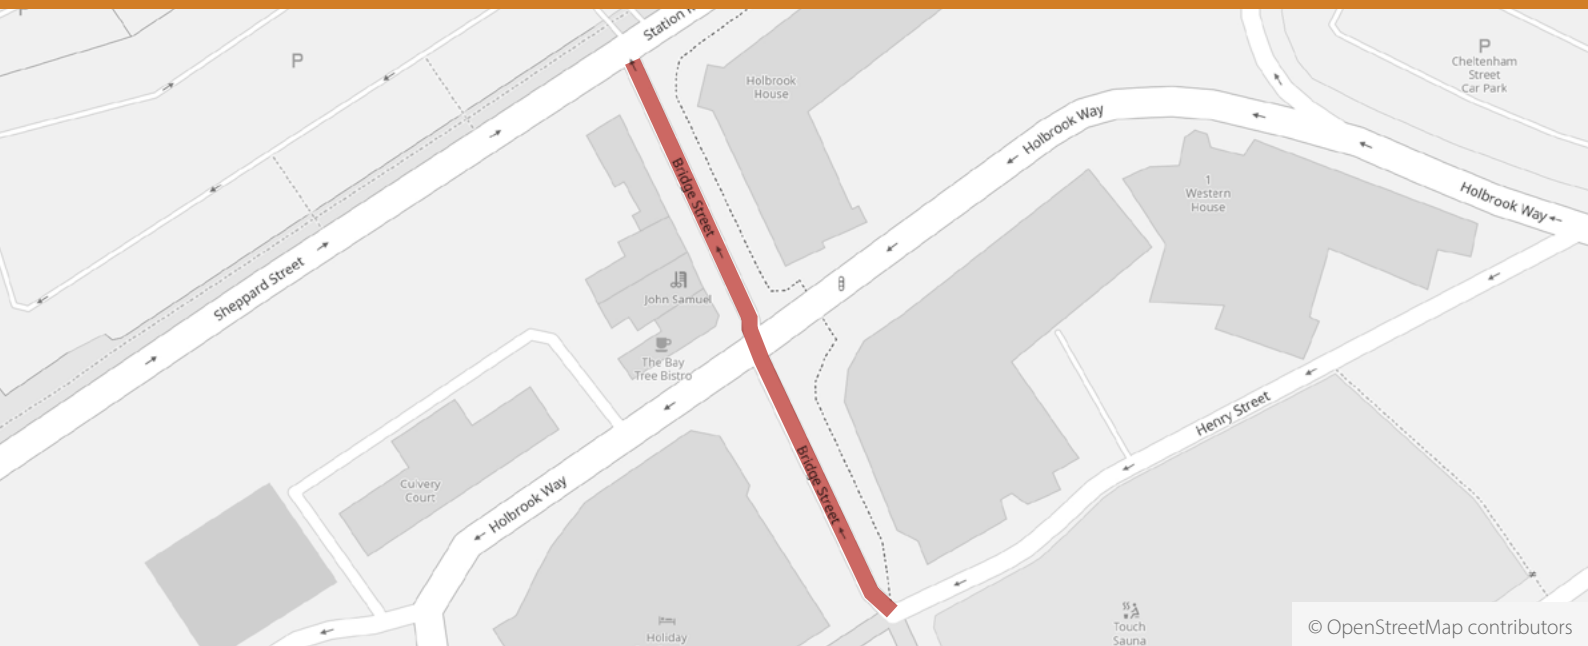 Station
P
P
Cheltenham
Street
Car Park
Holbrook
House
Holbrook Way
Bridge Street
1
Western
House
Holbrook Way
Sheppard Street
John Samuel
The Bay
Tree Bistro
Henry Street
Bridge Street
Culvery
Court
Holbrook Way
Holiday
Touch
Sauna
© OpenStreetMap contributors